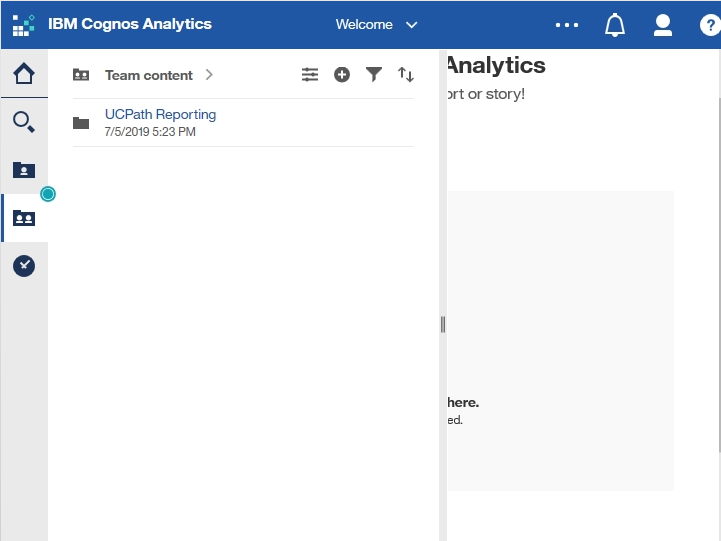 IBM Cognos Analytics
Welcome
?
Team content
UCPath Reporting
7/5/2019 5:23 PM
Analytics
ort or story!
here.
ed.